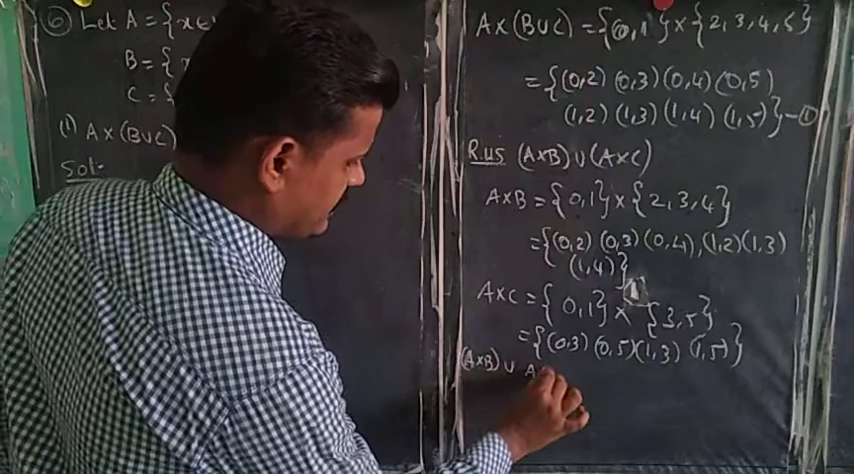 ⑥ Let A = {x∈
B = {x
C = {
(1) A×(B∪C)
Sol:
A×(B∪C) = {0,1}×{2,3,4,5}
= {(0,2) (0,3) (0,4) (0,5)
(1,2) (1,3) (1,4) (1,5)} - ①
R.H.S (A×B)∪(A×C)
A×B = {0,1}×{2,3,4}
= {(0,2) (0,3) (0,4), (1,2) (1,3)
(1,4)}
A×C = {0,1}× {3,5}
= {(0,3) (0,5) (1,3) (1,5)}
(A×B) ∪ A